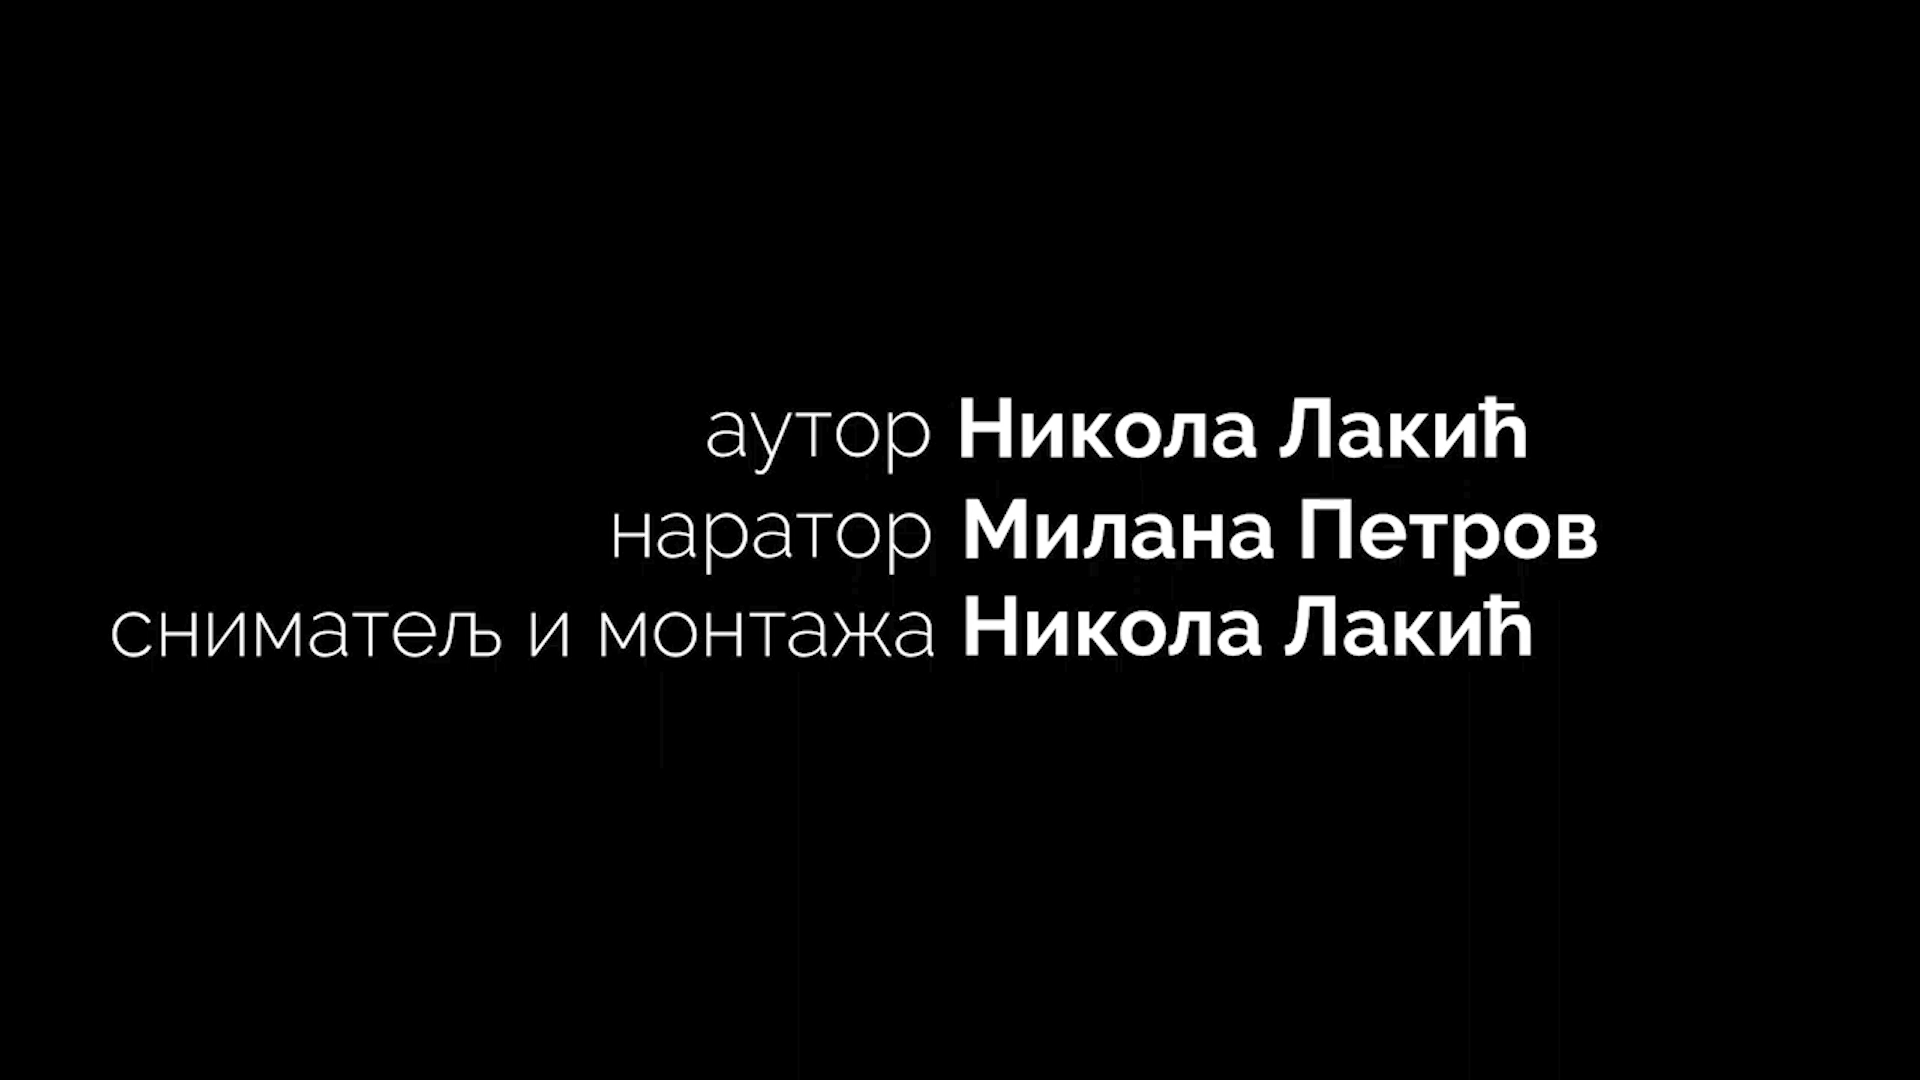 аутор Никола Лакић
наратор Милана Петров
сниматељ и монтажа Никола Лакић